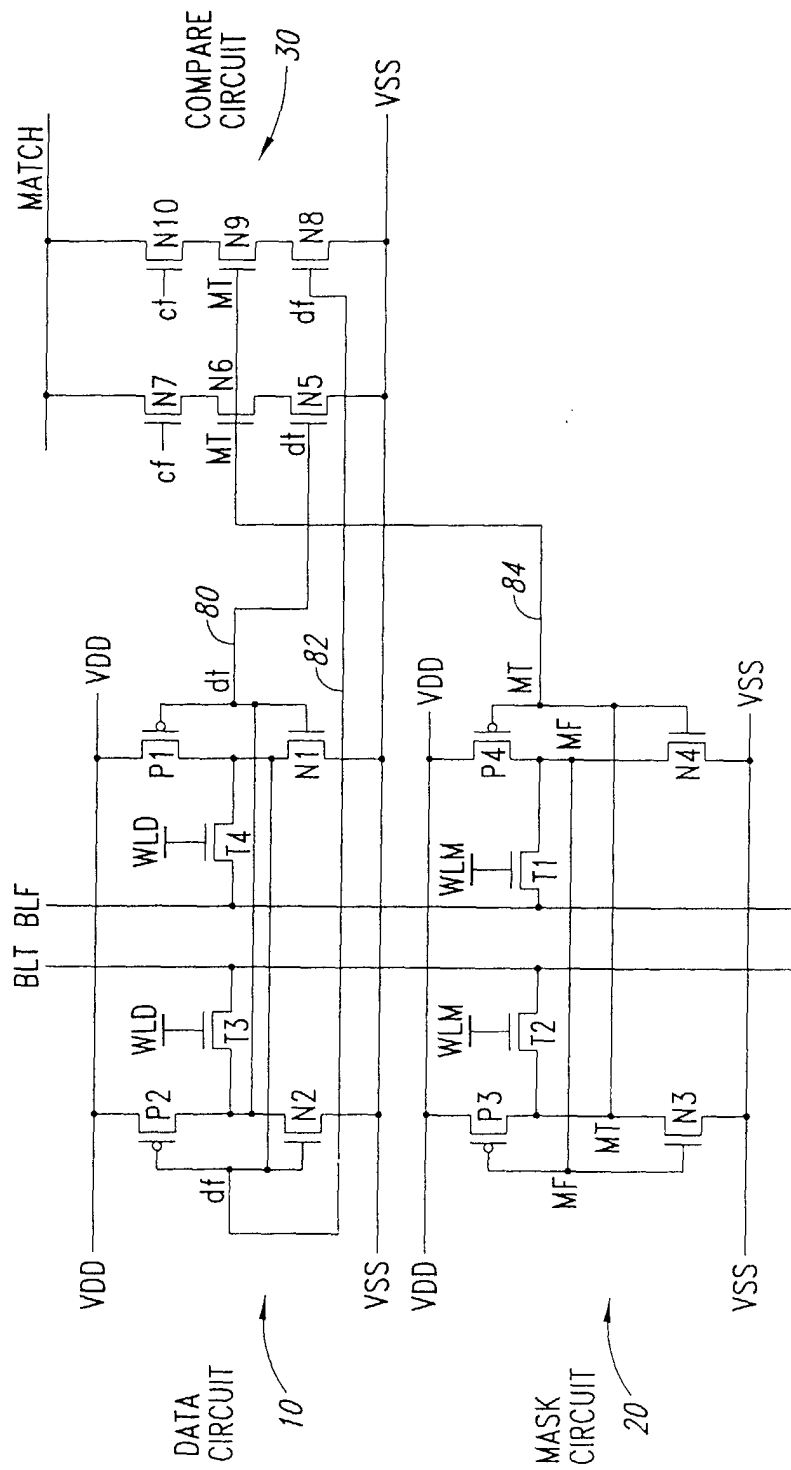 BLT BLF
MATCH
VDD
VDD
COMPARE
CIRCUIT
30
WLD
WLD
P2
T3
T4
P1
80
dt
cf
N7
ct
N10
MT
N6
MT
N9
df
N2
N1
82
dt
N5
df
N8
DATA
CIRCUIT
10
VSS
VSS
VDD
VDD
84
WLM
WLM
P3
T2
T1
P4
MT
MF
MF
MT
N3
N4
MASK
CIRCUIT
20
VSS
VSS